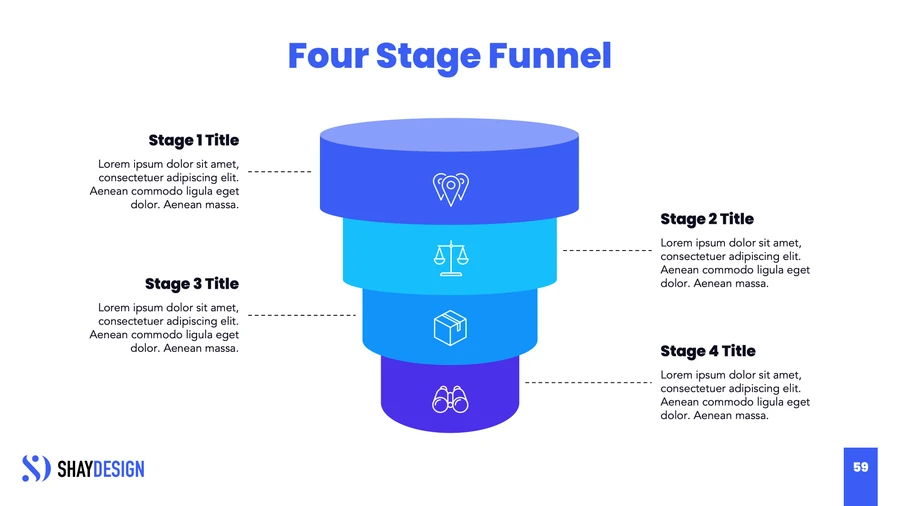 Four Stage Funnel
Stage 1 Title
Lorem ipsum dolor sit amet,
consectetuer adipiscing elit.
Aenean commodo ligula eget
dolor. Aenean massa.
Stage 2 Title
Lorem ipsum dolor sit amet,
consectetuer adipiscing elit.
Aenean commodo ligula eget
dolor. Aenean massa.
Stage 3 Title
Lorem ipsum dolor sit amet,
consectetuer adipiscing elit.
Aenean commodo ligula eget
dolor. Aenean massa.
Stage 4 Title
Lorem ipsum dolor sit amet,
consectetuer adipiscing elit.
Aenean commodo ligula eget
dolor. Aenean massa.
SHAYDESIGN
59